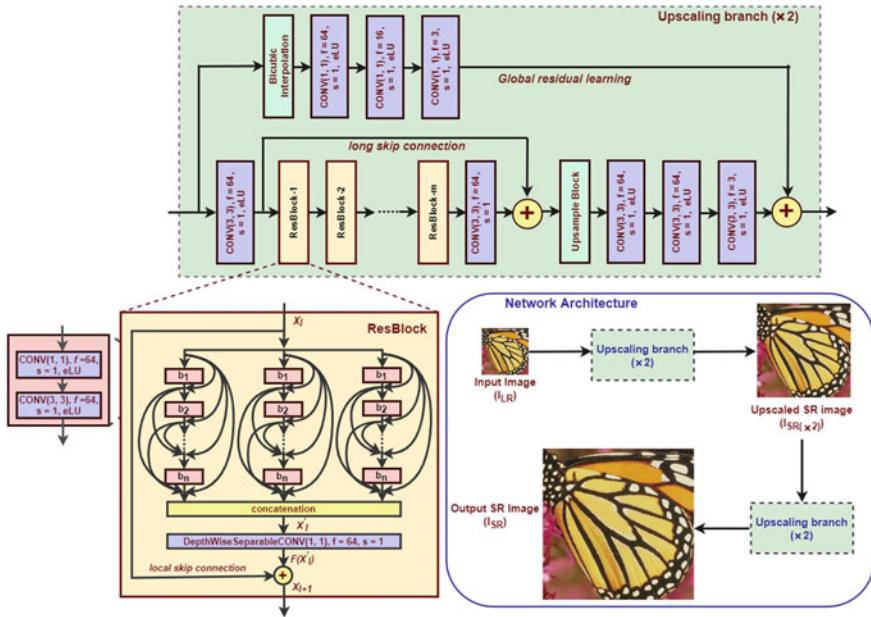 Upscaling branch (×2)
Bicubic
Interpolation
CONV(1, 1), f = 64,
s = 1, eLU
CONV(1, 1), f = 16,
s = 1, eLU
CONV(1, 1), f = 3,
s = 1, eLU
Global residual learning
long skip connection
CONV(3, 3), f = 64,
s = 1, eLU
ResBlock-1
ResBlock-2
ResBlock-m
CONV(3, 3), f = 64,
s = 1
+
Upsample Block
CONV(3, 3), f = 64,
s = 1, eLU
CONV(3, 3), f = 64,
s = 1, eLU
CONV(3, 3), f = 3,
s = 1, eLU
+
CONV(1, 1), f =64,
s = 1, eLU
CONV(3, 3), f =64,
s = 1, eLU
X_l
ResBlock
b1
b1
b1
b2
b2
b2
bn
bn
bn
concatenation
X'_l
DepthWiseSeparableCONV(1, 1), f = 64, s = 1
F(X'_l)
local skip connection
+
X_l+1
Network Architecture
Input Image
(I_LR)
Upscaling branch
(×2)
Upscaled SR image
(I_SR(×2))
Output SR Image
(I_SR)
Upscaling branch
(×2)